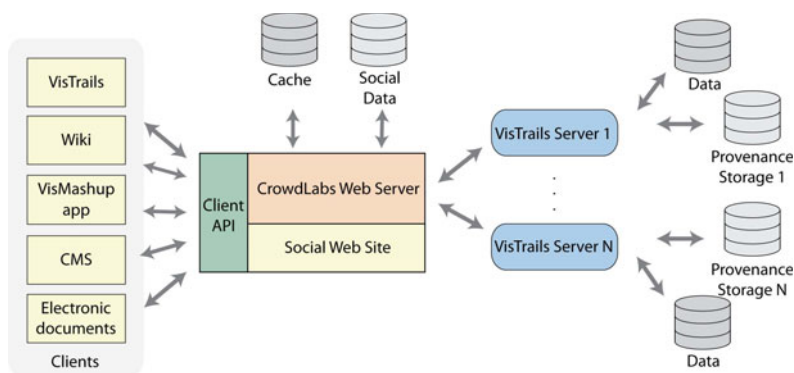 VisTrails
Wiki
VisMashup
app
CMS
Electronic
documents
Clients
Cache
Social
Data
Client
API
CrowdLabs Web Server
Social Web Site
VisTrails Server 1
VisTrails Server N
Data
Provenance
Storage 1
Provenance
Storage N
Data